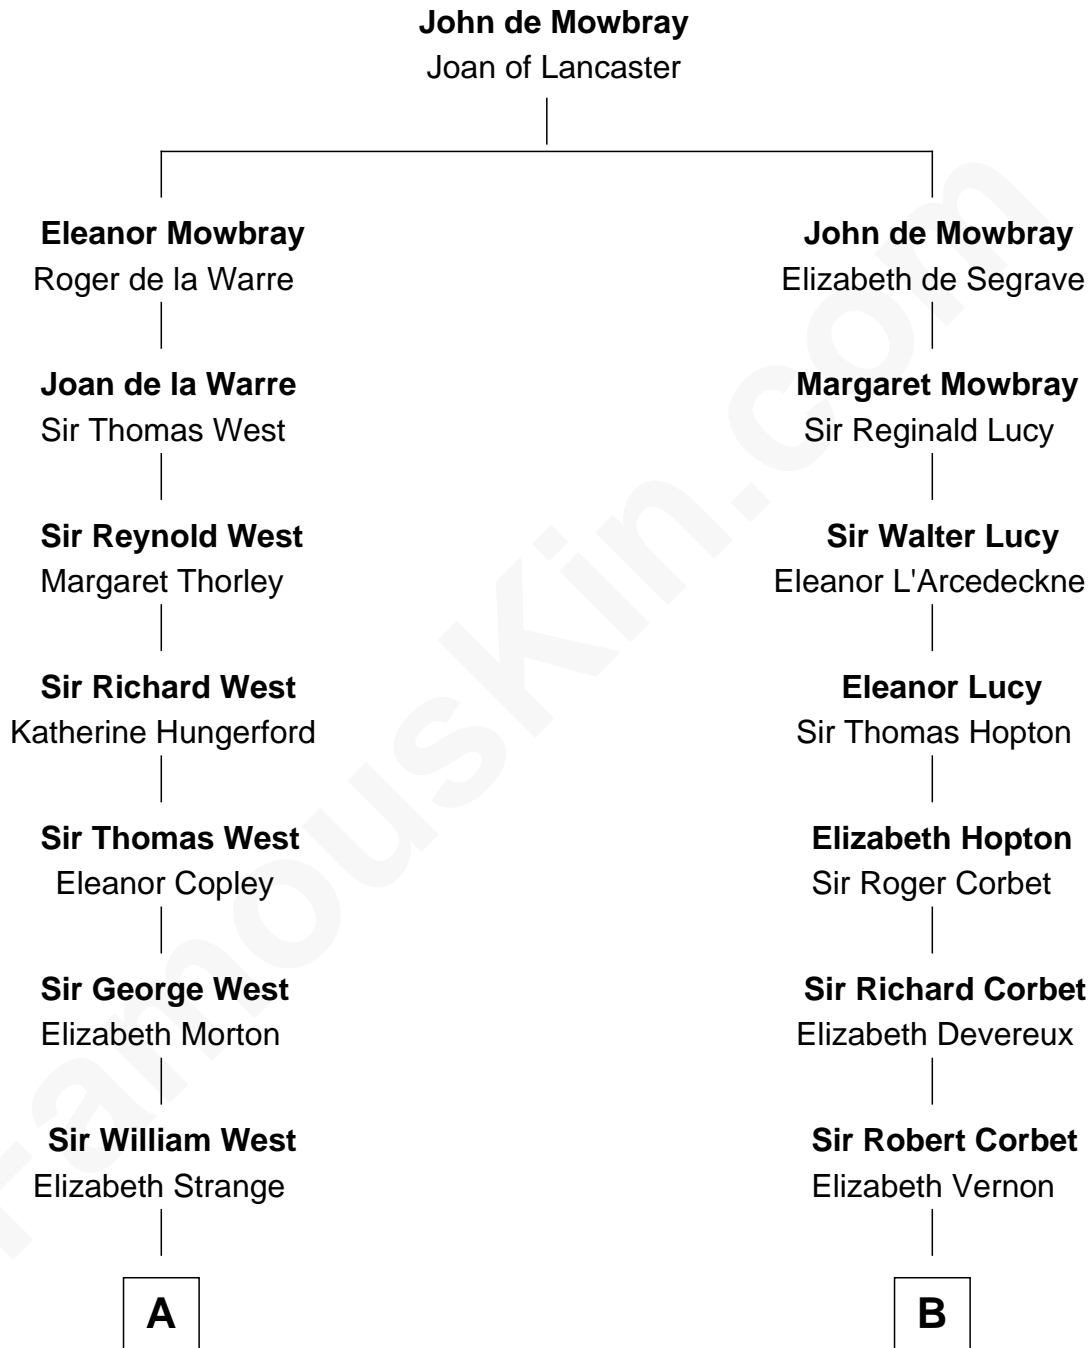 John de Mowbray
Joan of Lancaster
Eleanor Mowbray
Roger de la Warre
John de Mowbray
Elizabeth de Segrave
Joan de la Warre
Sir Thomas West
Margaret Mowbray
Sir Reginald Lucy
Sir Reynold West
Margaret Thorley
Sir Walter Lucy
Eleanor L'Arcedeckne
Sir Richard West
Katherine Hungerford
Eleanor Lucy
Sir Thomas Hopton
Sir Thomas West
Eleanor Copley
Elizabeth Hopton
Sir Roger Corbet
Sir George West
Elizabeth Morton
Sir Richard Corbet
Elizabeth Devereux
Sir William West
Elizabeth Strange
Sir Robert Corbet
Elizabeth Vernon
A
B
FamousKin.com